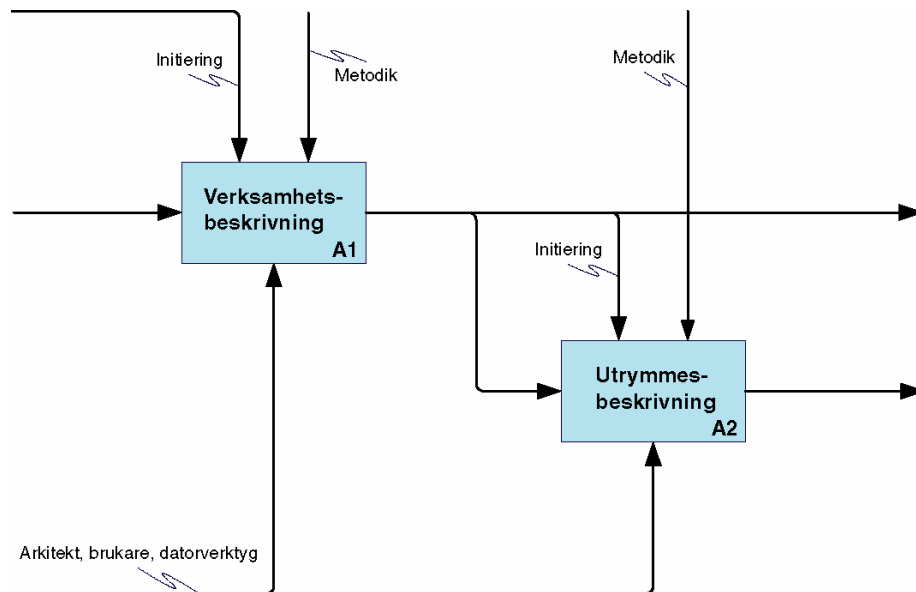 Initiering
Metodik
Metodik
Verksamhets-
beskrivning
A1
Initiering
Utrymmes-
beskrivning
A2
Arkitekt, brukare, datorverktyg